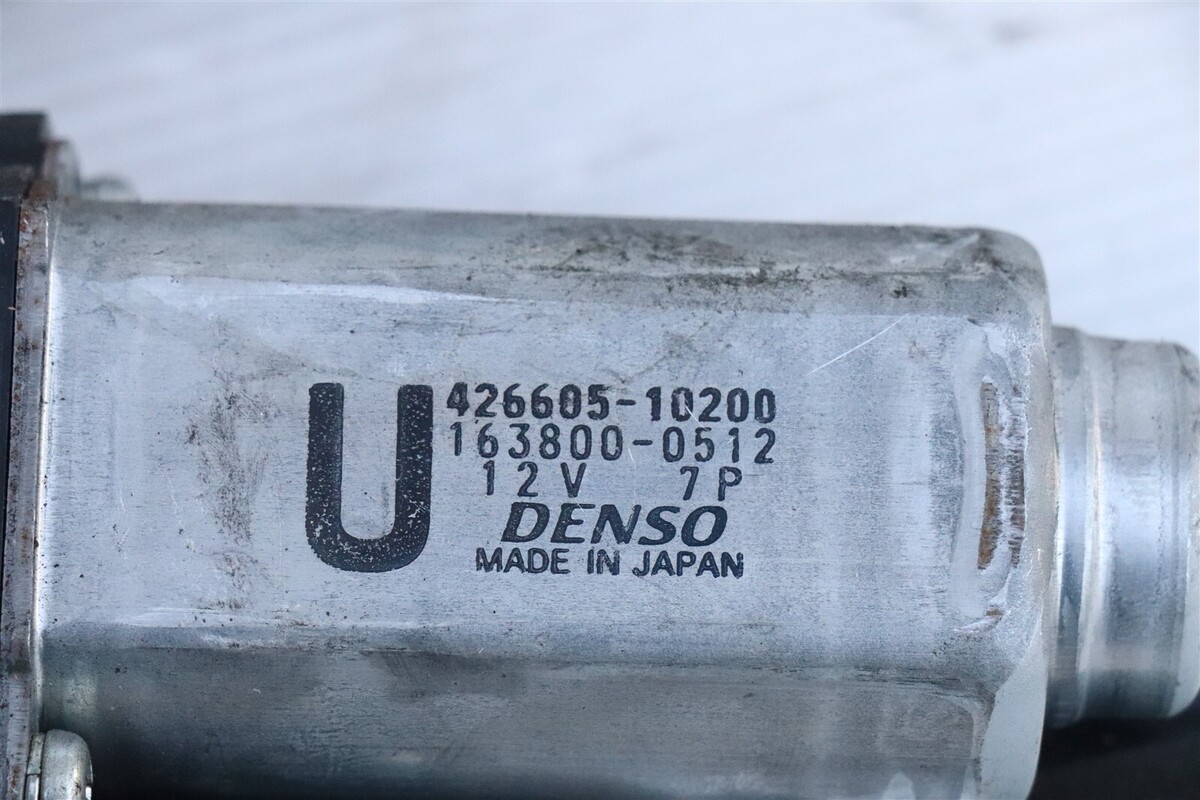 U
426605-10200
163800-0512
12V 7P
DENSO
MADE IN JAPAN